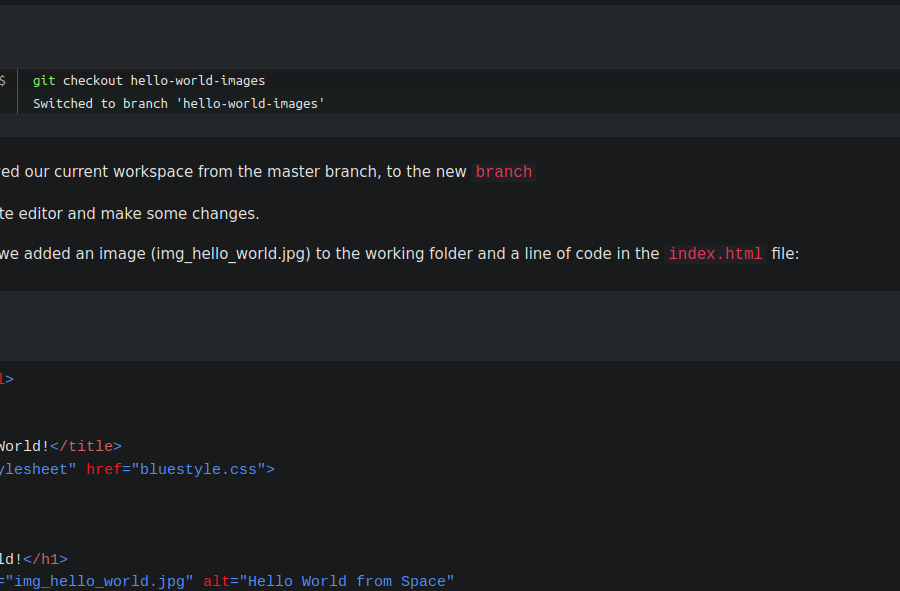 $ git checkout hello-world-images
Switched to branch 'hello-world-images'
our current workspace from the master branch, to the new branch
editor and make some changes.
we added an image (img_hello_world.jpg) to the working folder and a line of code in the index.html file:
>
World!</title>
ylesheet" href="bluestyle.css">
ld!</h1>
="img_hello_world.jpg" alt="Hello World from Space"